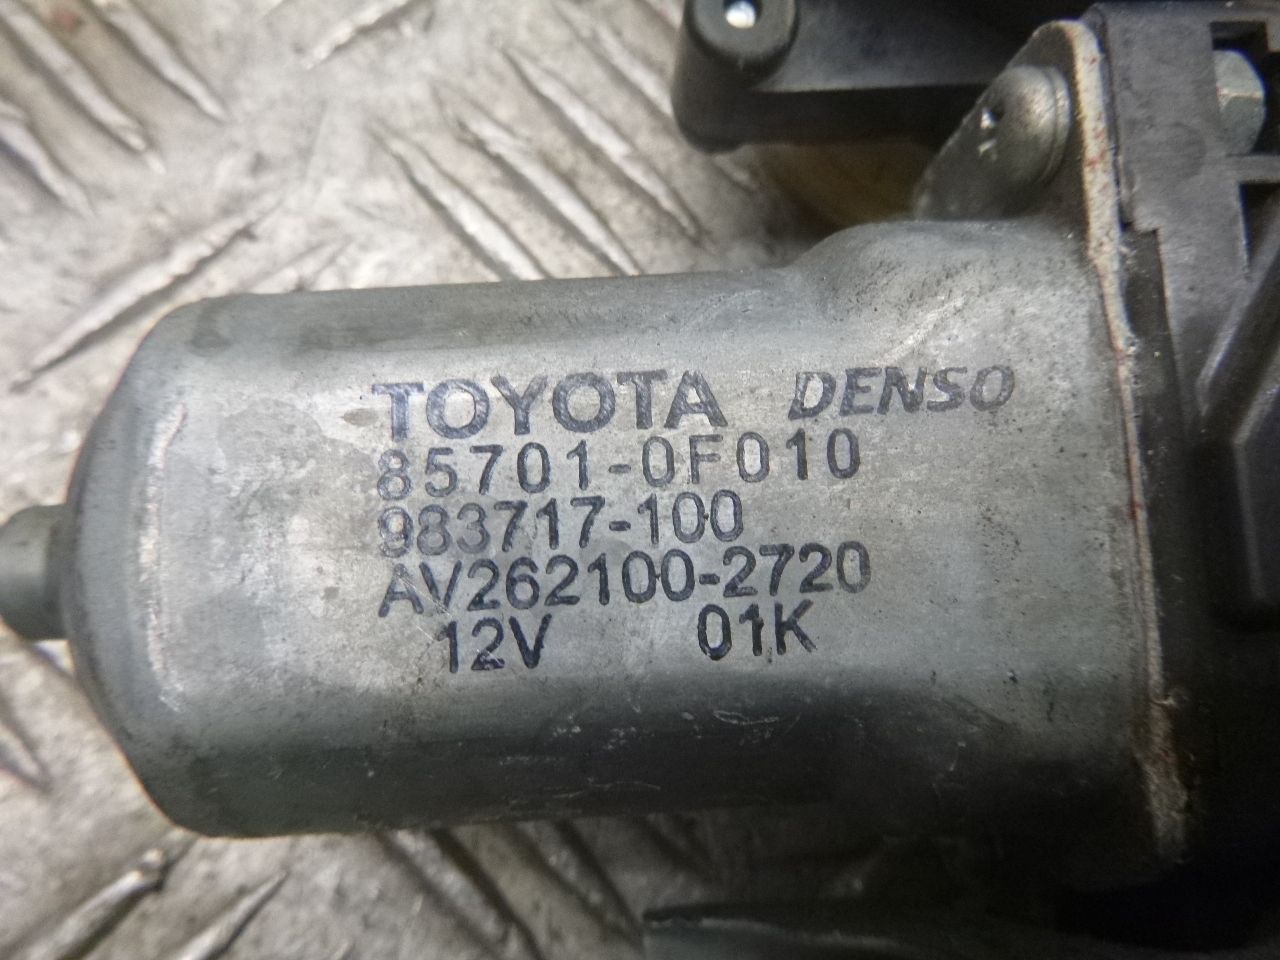 TOYOTA DENSO
85701-0F010
983717-100
AV262100-2720
12V 01K